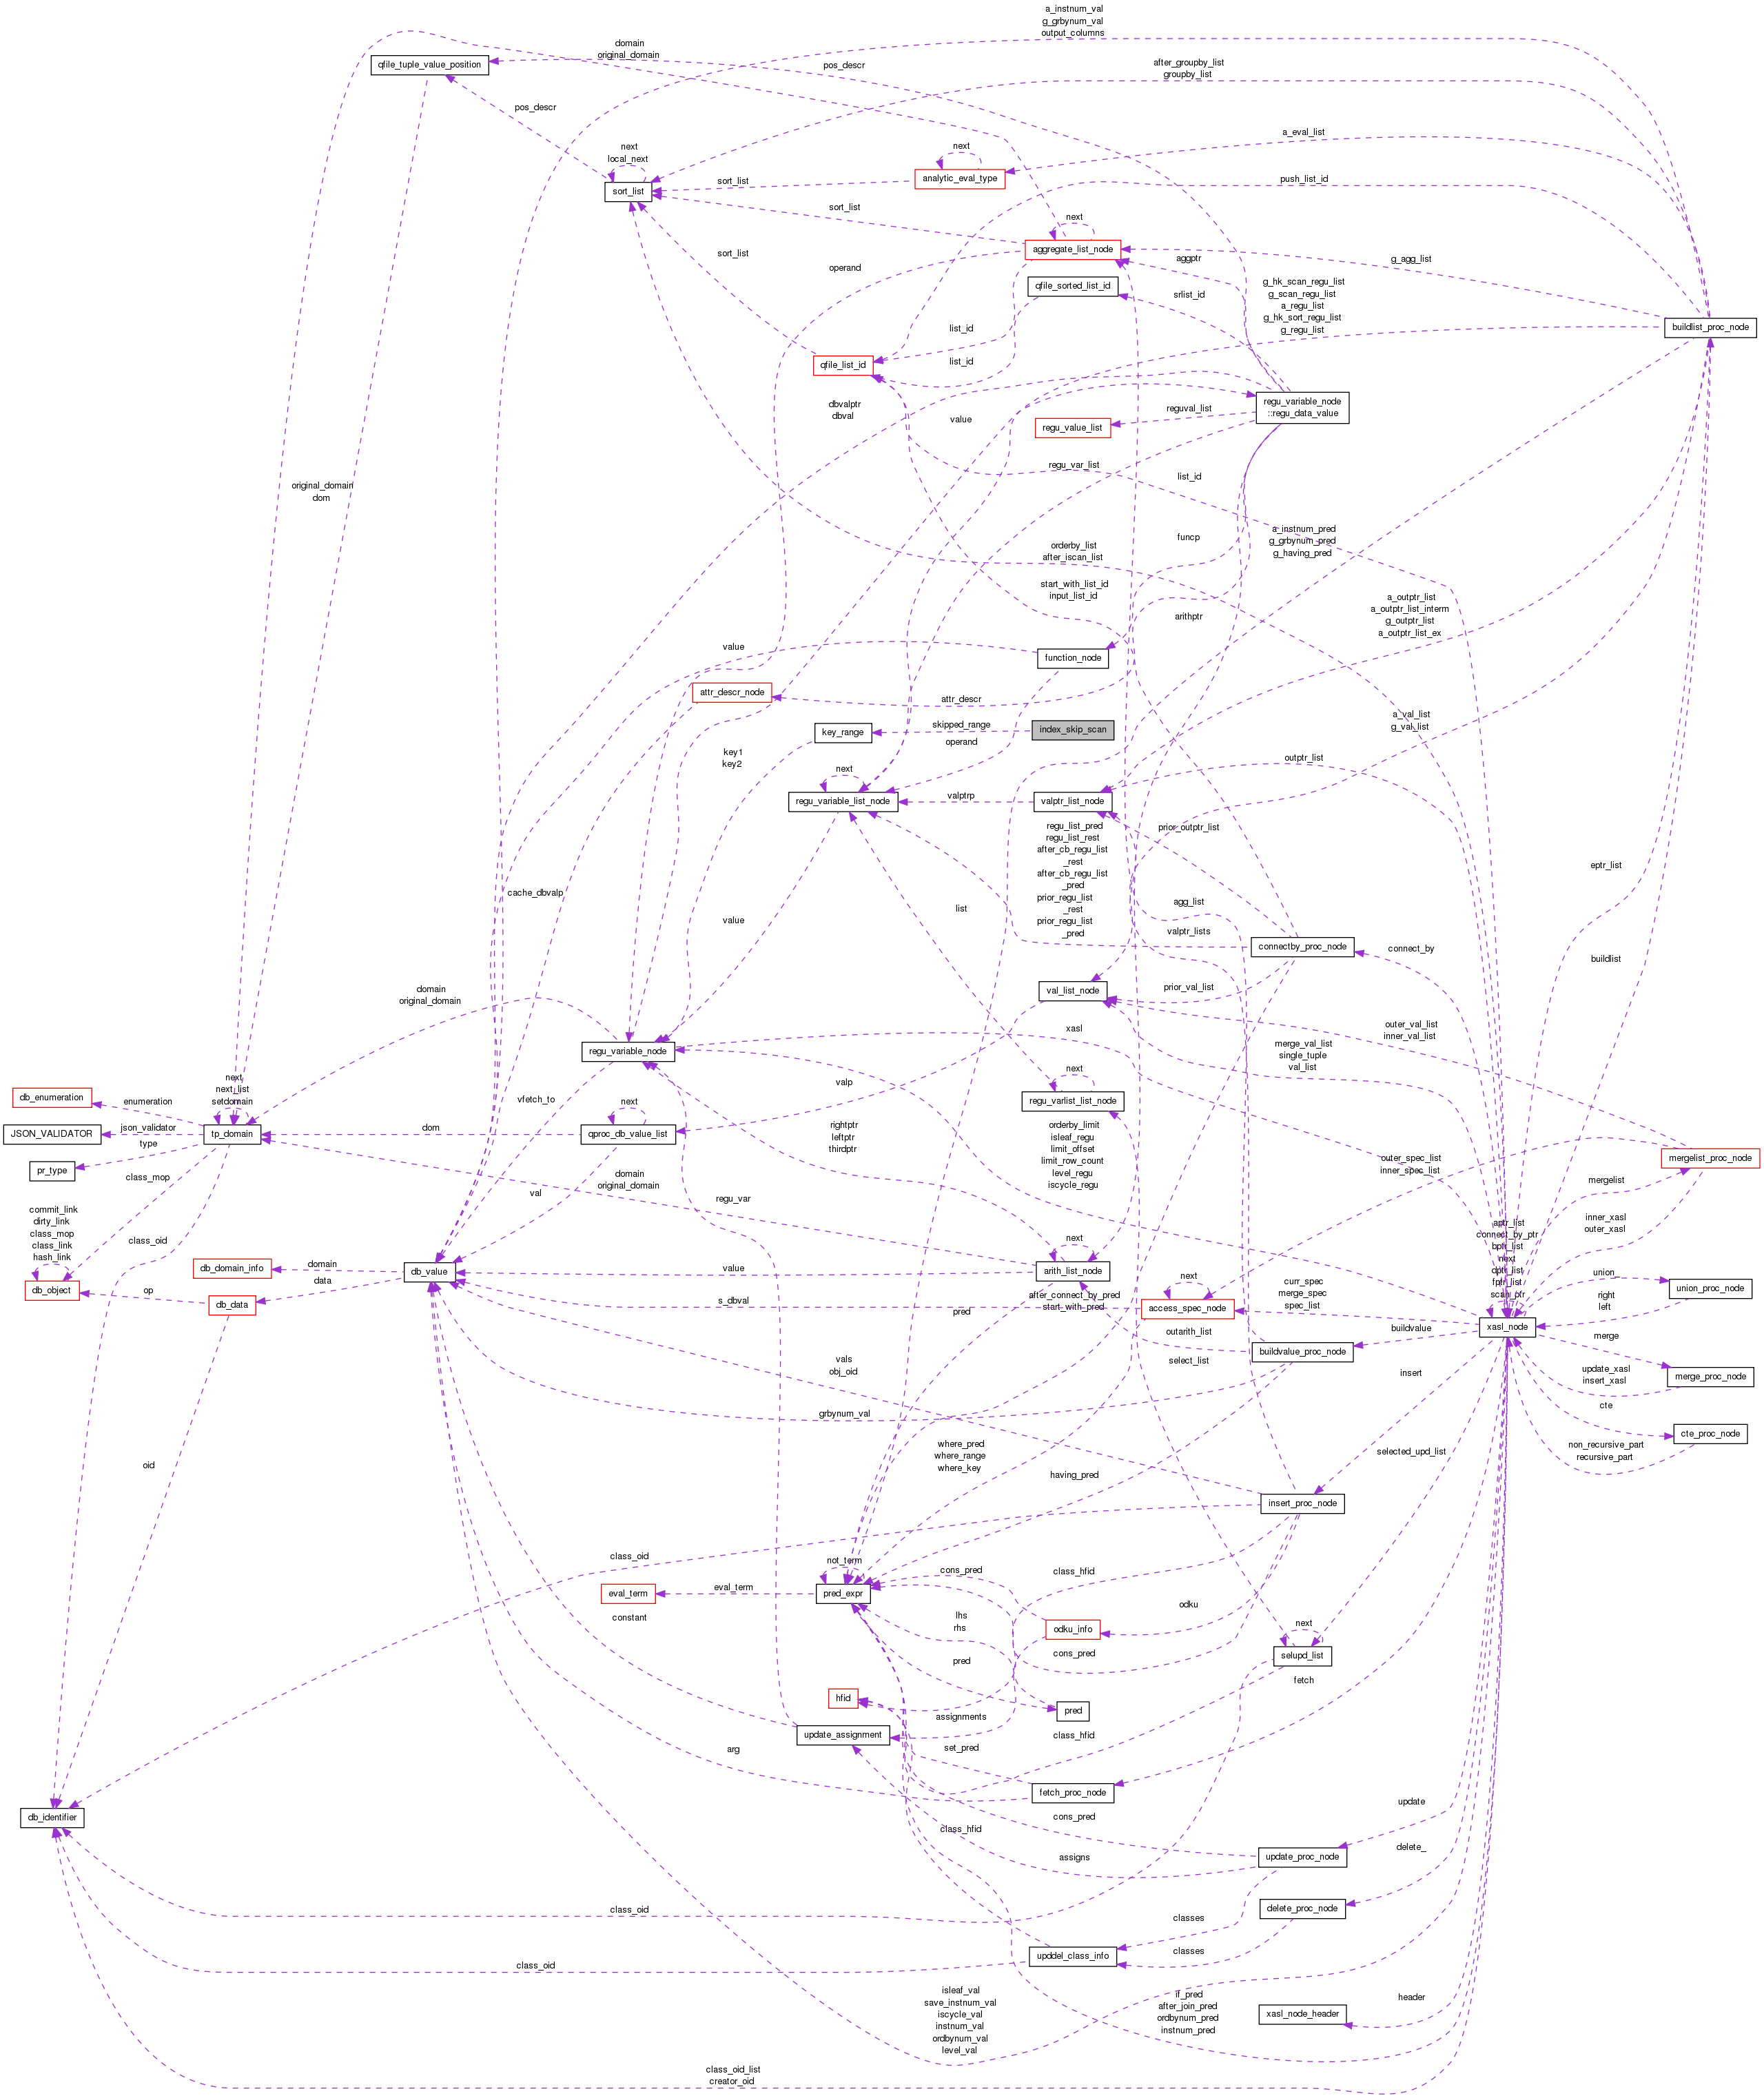 a_instnum_val
g_grbynum_val
output_columns
domain
original_domain
qfile_tuple_value_position
pos_descr
after_groupby_list
groupby_list
pos_descr
a_eval_list
next
next
local_next
analytic_eval_type
push_list_id
sort_list
sort_list
sort_list
next
sort_list
aggregate_list_node
aggptr
g_agg_list
operand
qfile_sorted_list_id
srlist_id
g_hk_scan_regu_list
g_scan_regu_list
a_regu_list
g_hk_sort_regu_list
g_regu_list
buildlist_proc_node
list_id
list_id
qfile_list_id
dbvalptr
dbval
value
regu_variable_node
::regu_data_value
reguval_list
regu_value_list
regu_var_list
list_id
original_domain
dom
a_instnum_pred
g_grbynum_pred
g_having_pred
funcp
orderby_list
after_iscan_list
start_with_list_id
input_list_id
arithptr
a_outptr_list
a_outptr_list_interm
g_outptr_list
a_outptr_list_ex
value
function_node
attr_descr_node
attr_descr
key_range
skipped_range
index_skip_scan
operand
a_val_list
g_val_list
key1
key2
outptr_list
next
regu_variable_list_node
valptrp
valptr_list_node
prior_outptr_list
regu_list_pred
regu_list_rest
after_cb_regu_list
_rest
after_cb_regu_list
_pred
prior_regu_list
_rest
prior_regu_list
_pred
eptr_list
cache_dbvalp
value
list
agg_list
valptr_lists
connectby_proc_node
connect_by
buildlist
domain
original_domain
val_list_node
prior_val_list
regu_variable_node
xasl
outer_val_list
inner_val_list
merge_val_list
single_tuple
val_list
valp
next
next
next_list
setdomain
db_enumeration
enumeration
vfetch_to
next
regu_varlist_list_node
JSON_VALIDATOR
json_validator
tp_domain
dom
qproc_db_value_list
rightptr
leftptr
thirdptr
orderby_limit
isleaf_regu
limit_offset
limit_row_count
level_regu
iscycle_regu
type
pr_type
outer_spec_list
inner_spec_list
mergelist_proc_node
mergelist
class_mop
val
domain
original_domain
regu_var
commit_link
dirty_link
class_mop
class_link
hash_link
class_oid
next
inner_xasl
outer_xasl
aptr_list
connect_by_ptr
bptr_list
next
dptr_list
fptr_list
scan_ptr
db_domain_info
domain
db_value
value
arith_list_node
union_
union_proc_node
db_object
op
db_data
data
s_dbval
next
access_spec_node
curr_spec
merge_spec
spec_list
right
left
after_connect_by_pred
start_with_pred
pred
xasl_node
outarith_list
buildvalue_proc_node
buildvalue
merge
merge_proc_node
vals
obj_oid
select_list
insert
update_xasl
insert_xasl
grbynum_val
cte
cte_proc_node
where_pred
where_range
where_key
having_pred
selected_upd_list
non_recursive_part
recursive_part
oid
insert_proc_node
class_oid
not_term
cons_pred
class_hfid
eval_term
eval_term
pred_expr
odku
constant
lhs
rhs
odku_info
cons_pred
next
selupd_list
pred
fetch
hfid
pred
update_assignment
assignments
class_hfid
arg
set_pred
fetch_proc_node
db_identifier
update
cons_pred
class_hfid
delete_
assigns
update_proc_node
class_oid
classes
delete_proc_node
class_oid
upddel_class_info
classes
isleaf_val
save_instnum_val
iscycle_val
instnum_val
ordbynum_val
level_val
if_pred
after_join_pred
ordbynum_pred
instnum_pred
header
xasl_node_header
class_oid_list
creator_oid